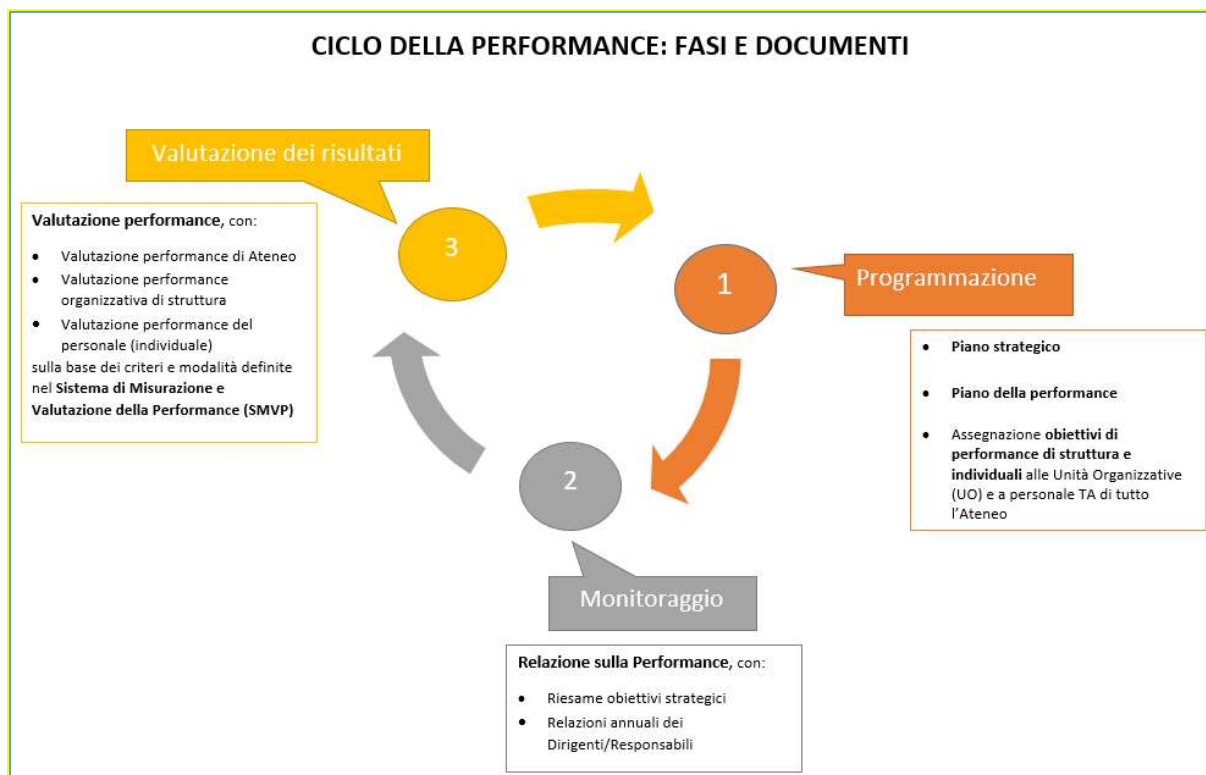 CICLO DELLA PERFORMANCE: FASI E DOCUMENTI
Valutazione dei risultati
3
Valutazione performance, con:
• Valutazione performance di Ateneo
• Valutazione performance
organizzativa di struttura
• Valutazione performance del
personale (individuale)
sulla base dei criteri e modalità definite
nel Sistema di Misurazione e
Valutazione della Performance (SMVP)
1
Programmazione
• Piano strategico
• Piano della performance
• Assegnazione obiettivi di
performance di struttura e
individuali alle Unità Organizzative
(UO) e a personale TA di tutto
l’Ateneo
2
Monitoraggio
Relazione sulla Performance, con:
• Riesame obiettivi strategici
• Relazioni annuali dei
Dirigenti/Responsabili